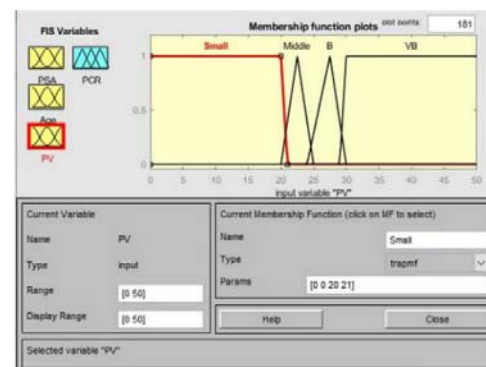 FIS Variables
Membership function plots
plot points:
181
PSA
PCR
Age
PV
Small
Middle
B
VB
1
0.5
0
0 5 10 15 20 25 30 35 40 45 50
input variable "PV"
Current Variable
Name PV
Type input
Range [0 50]
Display Range [0 50]
Current Membership Function (click on MF to select)
Name Small
Type trapmf
Params [0 0 20 21]
Help Close
Selected variable "PV"